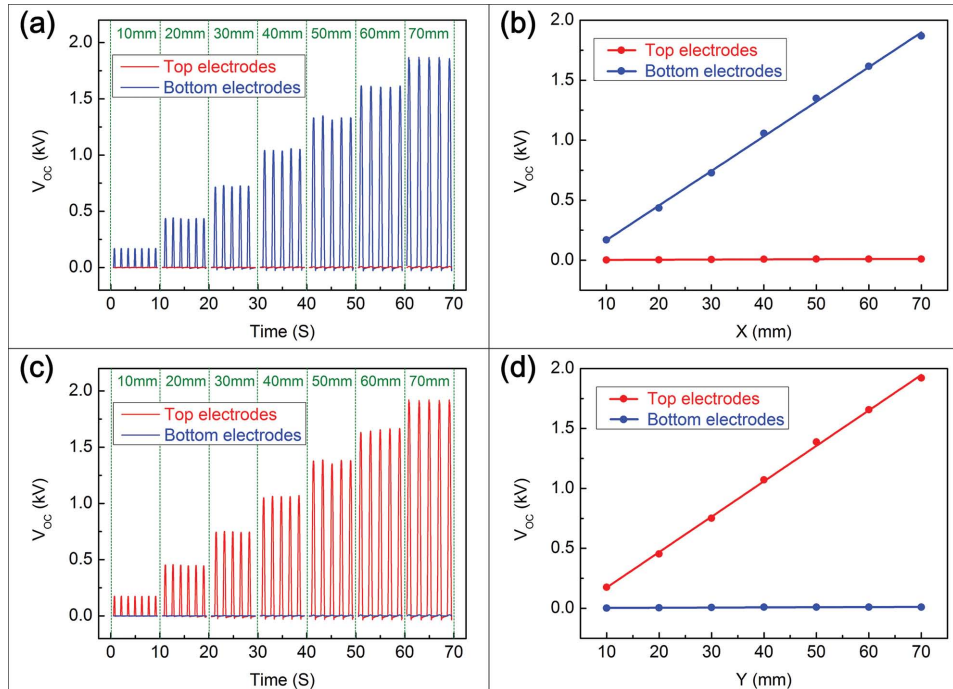 (a)
10mm 20mm 30mm 40mm 50mm 60mm 70mm
2.0
1.5
1.0
0.5
0.0
Top electrodes
Bottom electrodes
V_OC (kV)
0 10 20 30 40 50 60 70
Time (S)
(b)
2.0
1.5
1.0
0.5
0.0
Top electrodes
Bottom electrodes
V_OC (kV)
10 20 30 40 50 60 70
X (mm)
(c)
10mm 20mm 30mm 40mm 50mm 60mm 70mm
2.0
1.5
1.0
0.5
0.0
Top electrodes
Bottom electrodes
V_OC (kV)
0 10 20 30 40 50 60 70
Time (S)
(d)
2.0
1.5
1.0
0.5
0.0
Top electrodes
Bottom electrodes
V_OC (kV)
10 20 30 40 50 60 70
Y (mm)